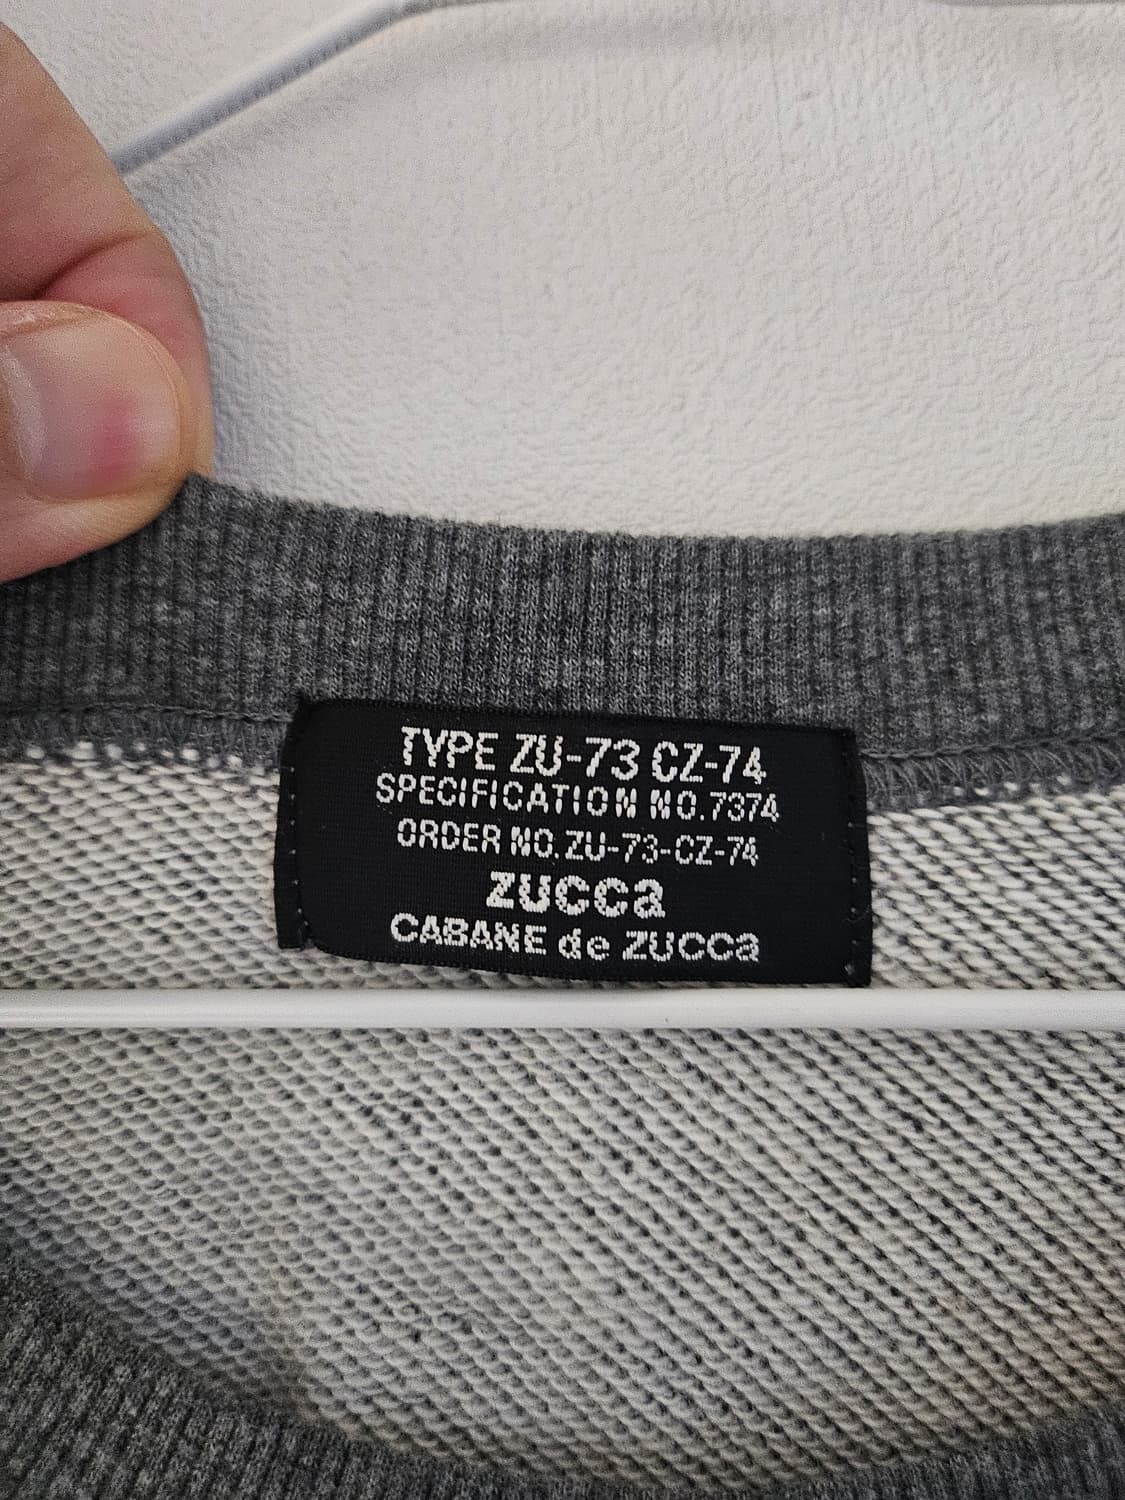 TYPE ZU-73 CZ-74
SPECIFICATION NO.7374
ORDER NO.ZU-73-CZ-74
ZUCCa
CABANE de ZUCCa